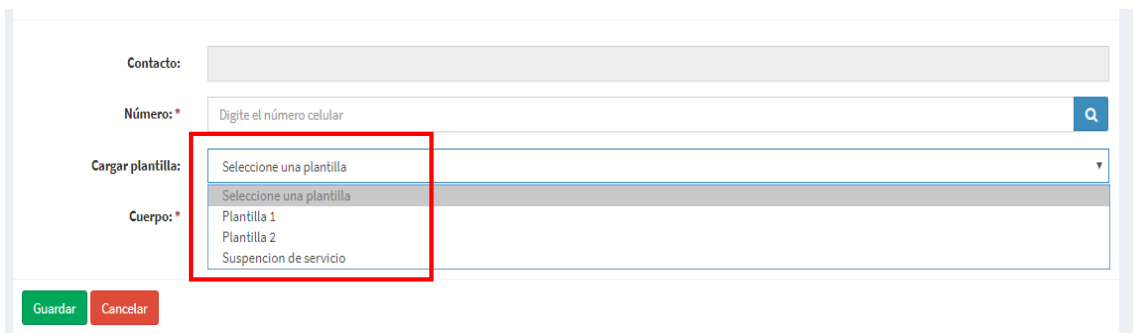 Contacto:
Número: * Digite el número celular
Cargar plantilla: Seleccione una plantilla
Seleccione una plantilla
Cuerpo: * Plantilla 1
Plantilla 2
Suspencion de servicio
Guardar Cancelar